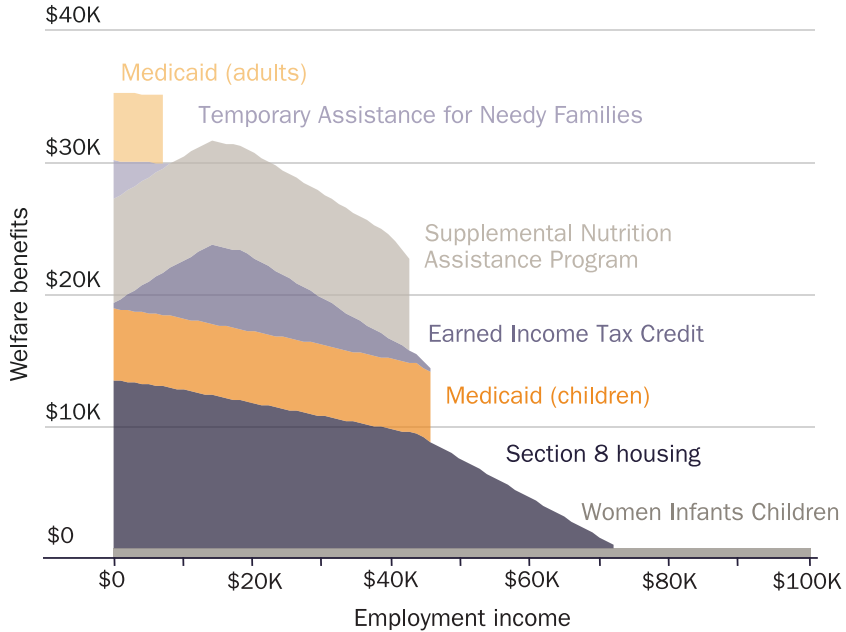 $40K
Medicaid (adults)
Temporary Assistance for Needy Families
$30K
Supplemental Nutrition
Assistance Program
$20K
Earned Income Tax Credit
Medicaid (children)
$10K
Section 8 housing
Women Infants Children
$0
Welfare benefits
$0
$20K
$40K
$60K
$80K
$100K
Employment income